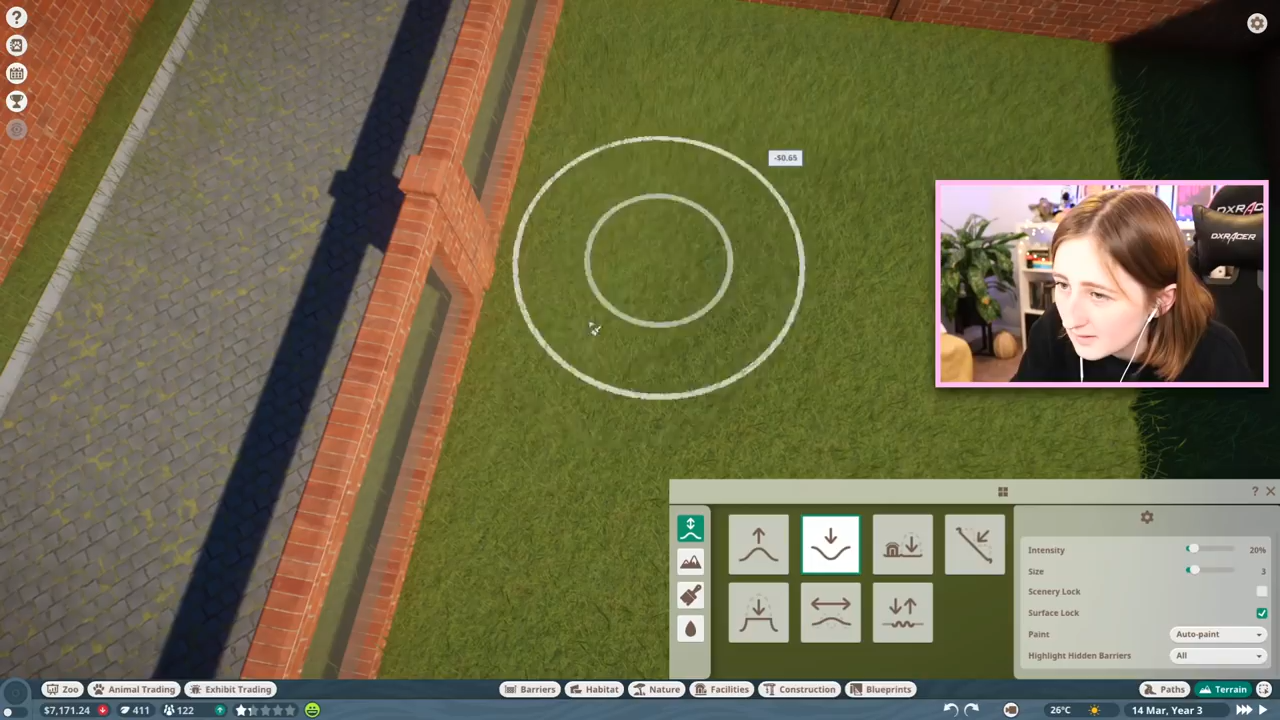 -$0.65
DXRAC
DXRACER
? X
Intensity 20%
Size 3
Scenery Lock
Surface Lock
Paint Auto-paint
Highlight Hidden Barriers All
Zoo Animal Trading Exhibit Trading Barriers Habitat Nature Facilities Construction Blueprints Paths Terrain
$7,171.24 411 122 26°C 14 Mar, Year 3